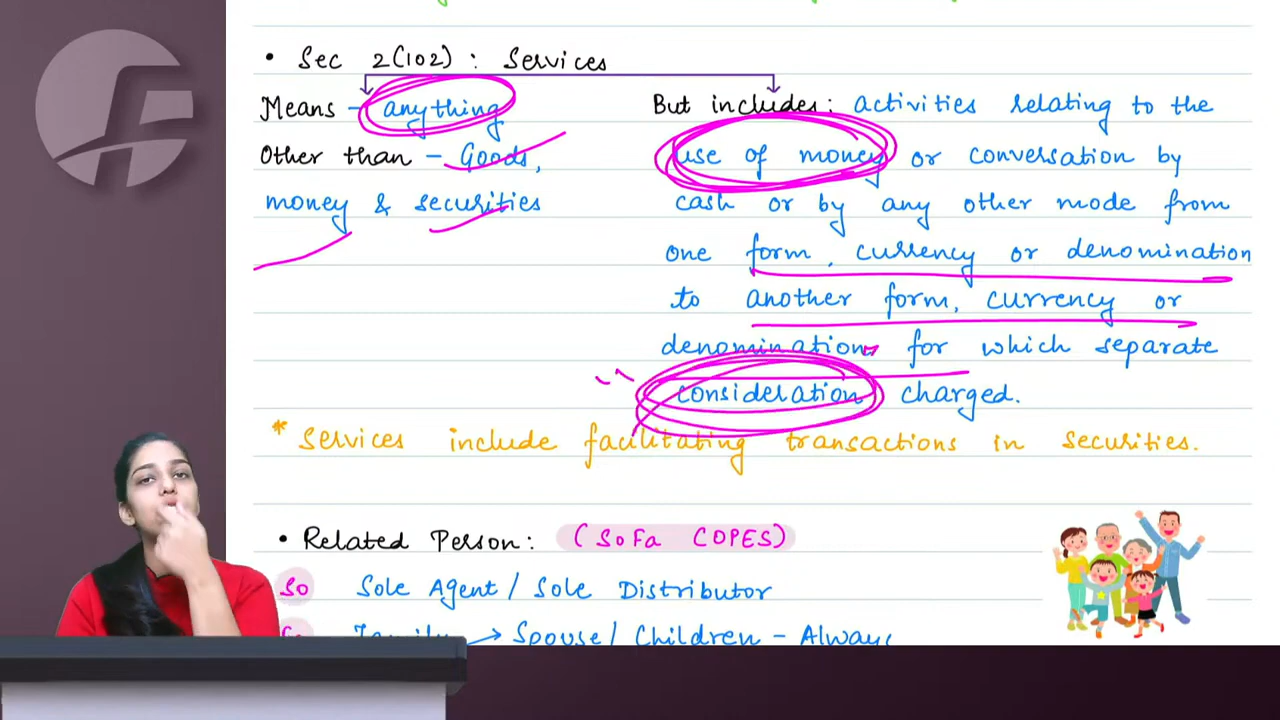 • Sec 2(102) : Services
Means - anything
Other than - Goods,
money & securities
But includes: activities relating to the
use of money or conversation by
cash or by any other mode from
one form, currency or denomination
to another form, currency or
denomination, for which separate
consideration charged.
* Services include facilitating transactions in securities.
• Related Person: (SoFa COPES)
So Sole Agent / Sole Distributor
Family → Spouse / Children - Always